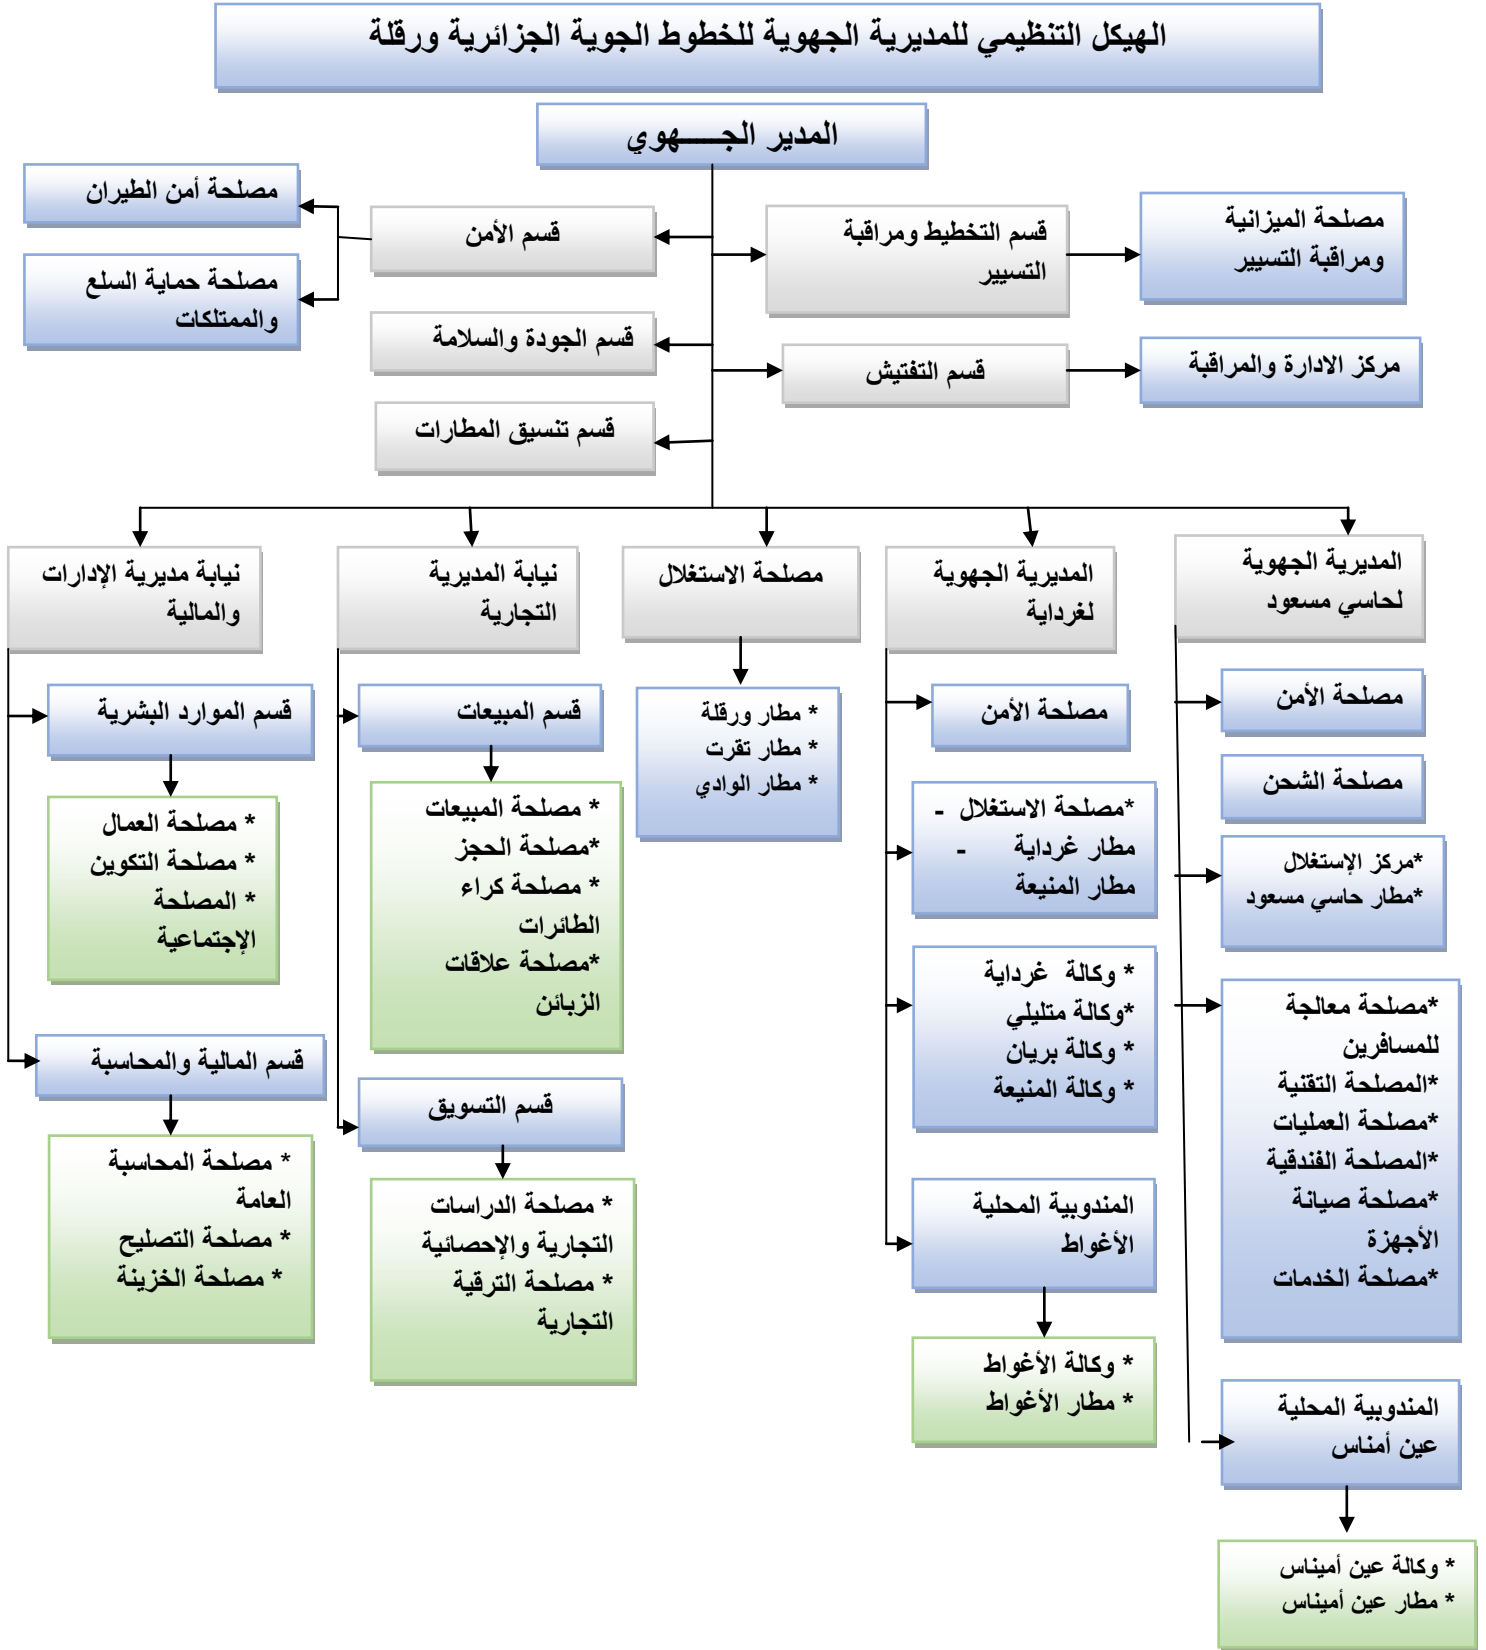 الهيكل التنظيمي للمديرية الجهوية للخطوط الجوية الجزائرية ورقلة
المدير الجـــــهوي
مصلحة الميزانية
ومراقبة التسيير
قسم التخطيط ومراقبة
التسيير
قسم الأمن
مصلحة أمن الطيران
مصلحة حماية السلع
والممتلكات
مركز الادارة والمراقبة
قسم التفتيش
قسم الجودة والسلامة
قسم تنسيق المطارات
المديرية الجهوية
لحاسي مسعود
مصلحة الأمن
مصلحة الشحن
*مركز الإستغلال
*مطار حاسي مسعود
*مصلحة معالجة
للمسافرين
*المصلحة التقنية
*مصلحة العمليات
*المصلحة الفندقية
*مصلحة صيانة
الأجهزة
*مصلحة الخدمات
المندوبية المحلية
عين أمناس
* وكالة عين أميناس
* مطار عين أميناس
المديرية الجهوية
لغرداية
مصلحة الأمن
*مصلحة الاستغلال -
مطار غرداية -
مطار المنيعة
* وكالة غرداية
*وكالة متليلي
* وكالة بريان
* وكالة المنيعة
المندوبية المحلية
الأغواط
* وكالة الأغواط
* مطار الأغواط
مصلحة الاستغلال
* مطار ورقلة
* مطار تقرت
* مطار الوادي
نيابة المديرية
التجارية
قسم المبيعات
* مصلحة المبيعات
*مصلحة الحجز
* مصلحة كراء
الطائرات
*مصلحة علاقات
الزبائن
قسم التسويق
* مصلحة الدراسات
التجارية والإحصائية
* مصلحة الترقية
التجارية
نيابة مديرية الإدارات
والمالية
قسم الموارد البشرية
* مصلحة العمال
* مصلحة التكوين
* المصلحة
الإجتماعية
قسم المالية والمحاسبة
* مصلحة المحاسبة
العامة
* مصلحة التصليح
* مصلحة الخزينة